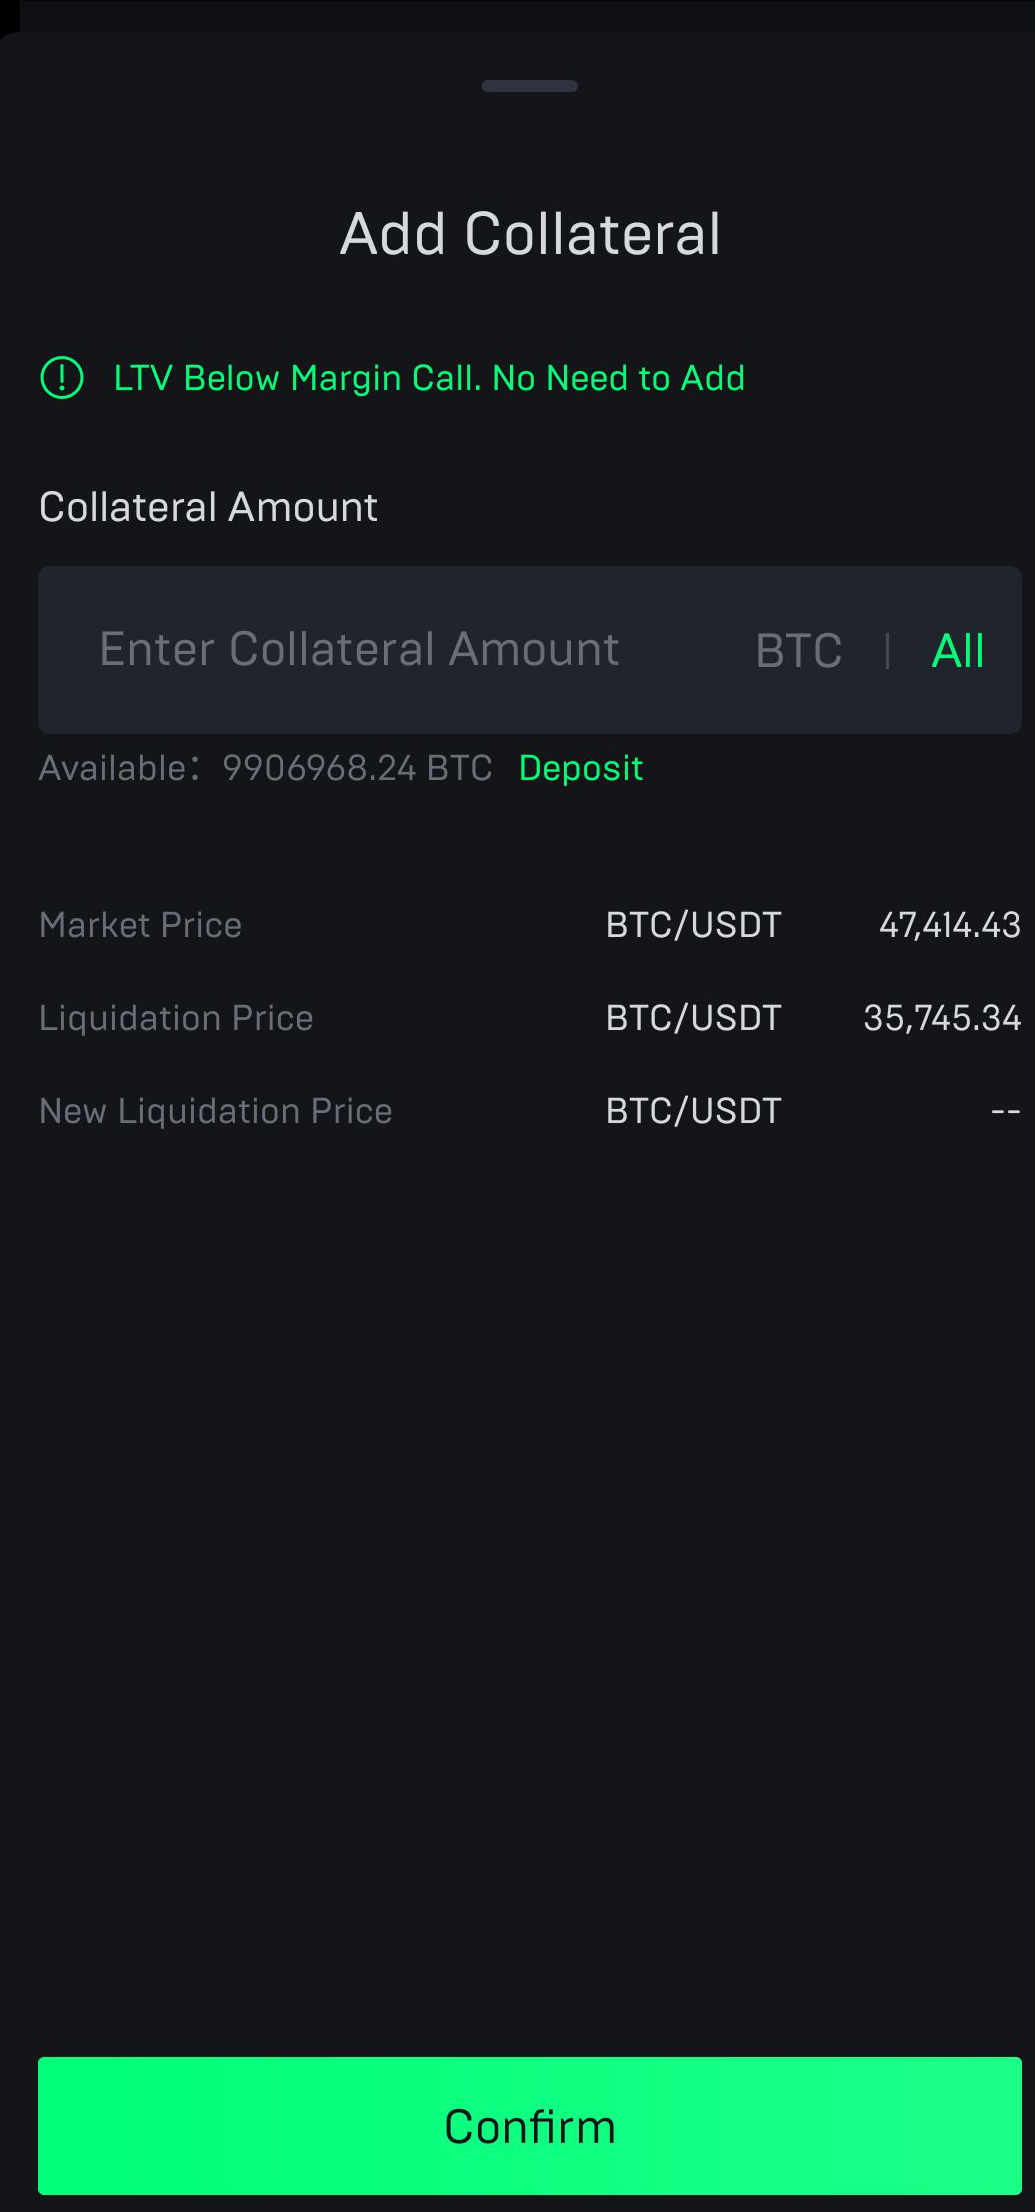 Add Collateral
LTV Below Margin Call. No Need to Add
Collateral Amount
Enter Collateral Amount BTC | All
Available： 9906968.24 BTC Deposit
Market Price BTC/USDT 47,414.43
Liquidation Price BTC/USDT 35,745.34
New Liquidation Price BTC/USDT --
Confirm